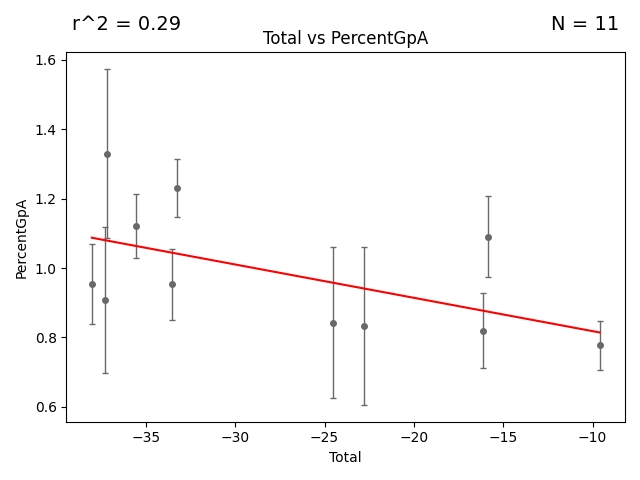 r^2 = 0.29
N = 11
Total vs PercentGpA
1.6
1.4
1.2
1.0
0.8
0.6
PercentGpA
−35
−30
−25
−20
−15
−10
Total